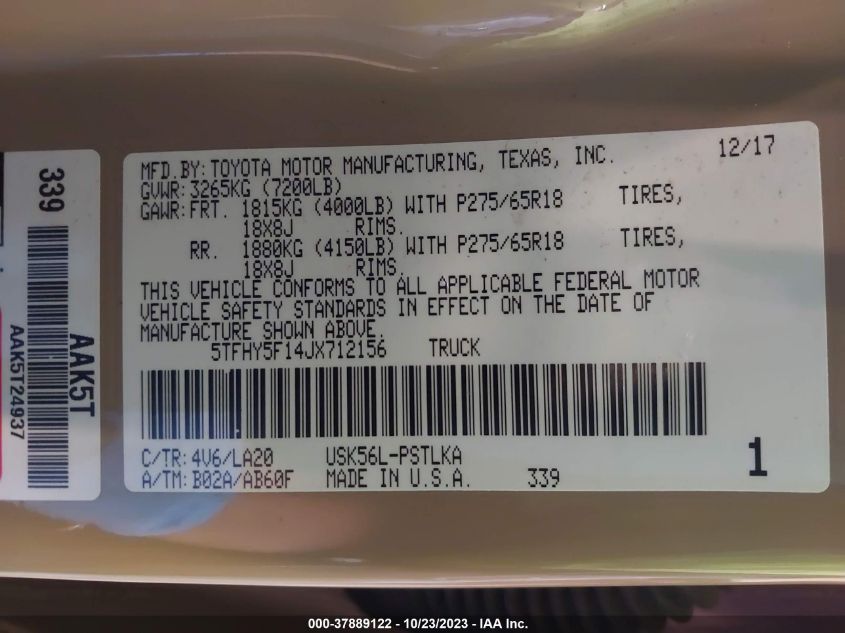 339
AAK5T
AAK5T24937
MFD.BY: TOYOTA MOTOR MANUFACTURING, TEXAS, INC. 12/17
GVWR: 3265KG (7200LB)
GAWR: FRT. 1815KG (4000LB) WITH P275/65R18 TIRES,
18X8J RIMS.
RR. 1880KG (4150LB) WITH P275/65R18 TIRES,
18X8J RIMS.
THIS VEHICLE CONFORMS TO ALL APPLICABLE FEDERAL MOTOR
VEHICLE SAFETY STANDARDS IN EFFECT ON THE DATE OF
MANUFACTURE SHOWN ABOVE.
5TFHY5F14JX712156 TRUCK
C/TR: 4V6/LA20 USK56L-PSTLKA
A/TM: B02A/AB60F MADE IN U.S.A. 339
1
000-37889122 - 10/23/2023 - IAA Inc.